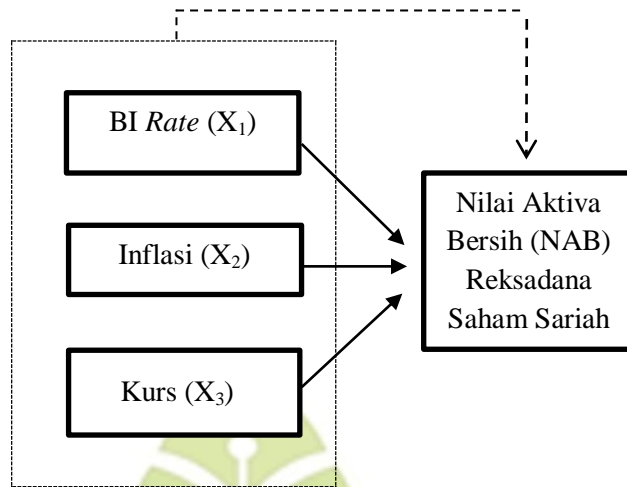 BI Rate (X₁)
Inflasi (X₂)
Kurs (X₃)
Nilai Aktiva
Bersih (NAB)
Reksadana
Saham Sariah